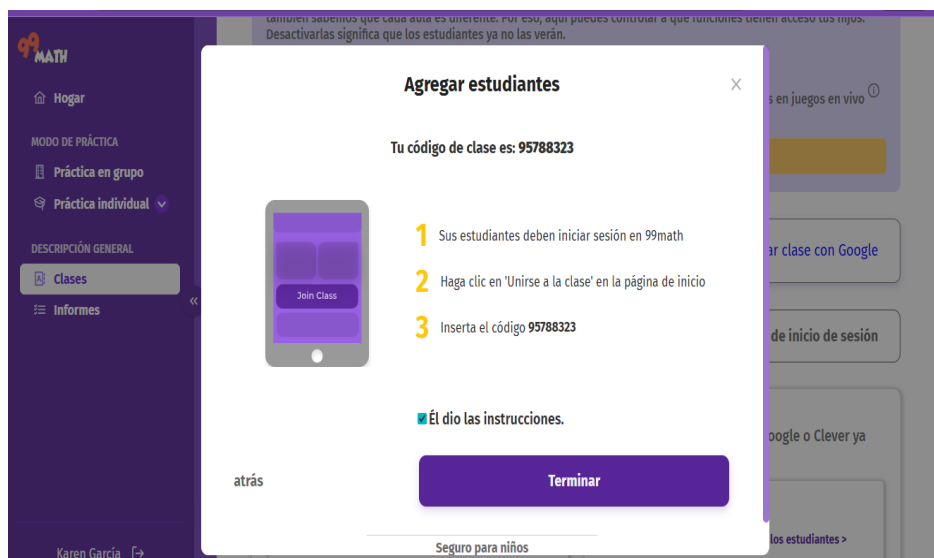 también sabemos que cada aula es diferente. Por eso, aquí puedes controlar a qué funciones tienen acceso tus hijos.
Desactivarlas significa que los estudiantes ya no las verán.
99
MATH
Hogar
MODO DE PRÁCTICA
Práctica en grupo
Práctica individual
DESCRIPCIÓN GENERAL
Clases
Informes
Karen García
Agregar estudiantes
Tu código de clase es: 95788323
Join Class
1 Sus estudiantes deben iniciar sesión en 99math
2 Haga clic en 'Unirse a la clase' en la página de inicio
3 Inserta el código 95788323
Él dio las instrucciones.
atrás
Terminar
Seguro para niños
s en juegos en vivo
ar clase con Google
de inicio de sesión
oogle o Clever ya
los estudiantes >